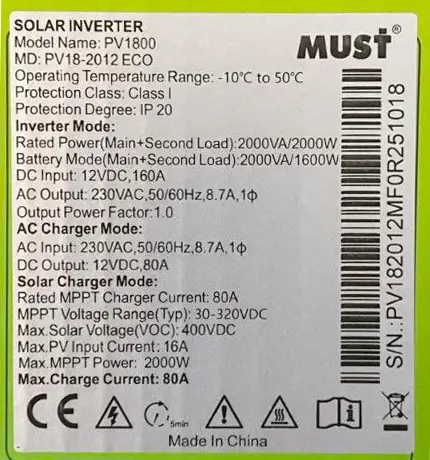 SOLAR INVERTER
MUST®
Model Name: PV1800
MD: PV18-2012 ECO
Operating Temperature Range: -10°C to 50°C
Protection Class: Class I
Protection Degree: IP 20
Inverter Mode:
Rated Power(Main+Second Load):2000VA/2000W
Battery Mode(Main+Second Load):2000VA/1600W
DC Input: 12VDC,160A
AC Output: 230VAC,50/60Hz,8.7A,1ф
Output Power Factor:1.0
AC Charger Mode:
AC Input: 230VAC,50/60Hz,8.7A,1ф
DC Output: 12VDC,80A
Solar Charger Mode:
Rated MPPT Charger Current: 80A
MPPT Voltage Range(Typ): 30-320VDC
Max.Solar Voltage(VOC): 400VDC
Max.PV Input Current: 16A
Max.MPPT Power: 2000W
Max.Charge Current: 80A
S/N.:PV182012MF0R251018
CE
5min
i
Made In China